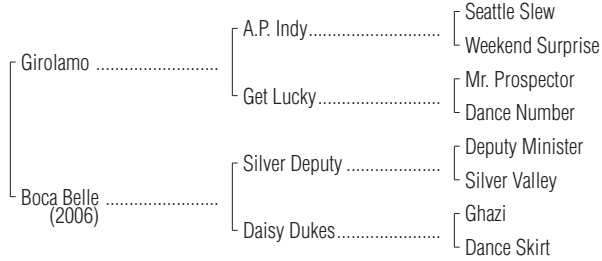 Seattle Slew
A.P. Indy
Weekend Surprise
Girolamo
Mr. Prospector
Get Lucky
Dance Number
Deputy Minister
Silver Deputy
Silver Valley
Boca Belle
(2006)
Ghazi
Daisy Dukes
Dance Skirt